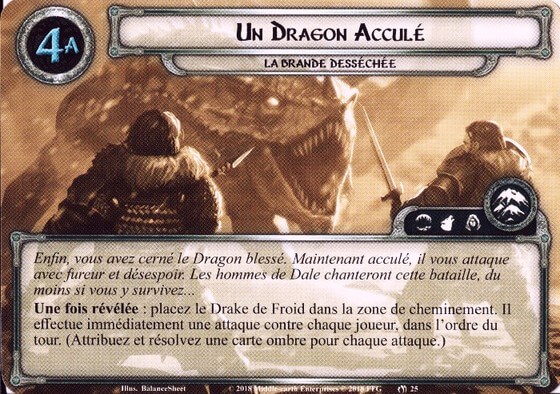 4A
Un Dragon Acculé
La Brande Desséchée
Enfin, vous avez cerné le Dragon blessé. Maintenant acculé, il vous attaque
avec fureur et désespoir. Les hommes de Dale chanteront cette bataille, du
moins si vous y survivez...
Une fois révélée : placez le Drake de Froid dans la zone de cheminement. Il
effectue immédiatement une attaque contre chaque joueur, dans l'ordre du
tour. (Attribuez et résolvez une carte ombre pour chaque attaque.)
Illus. BalanceSheet © 2018 Middle-earth Enterprises © 2018 FFG 25